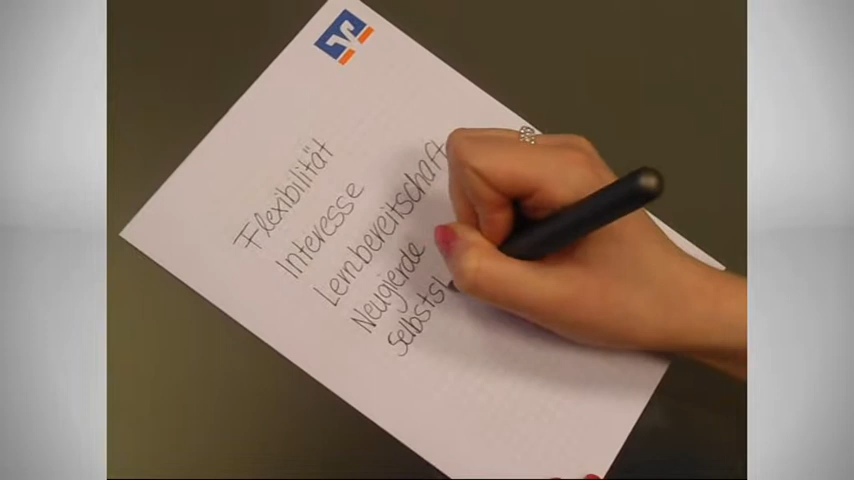 Flexibilität
Interesse
Lernbereitschaft
Neugierde